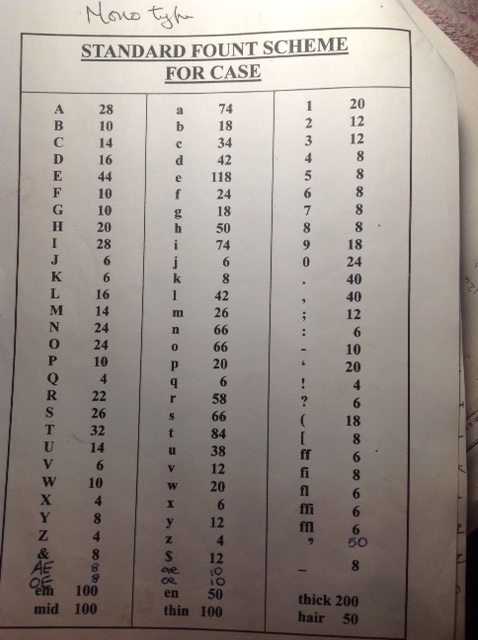 Mono type
STANDARD FOUNT SCHEME
FOR CASE
A 28 a 74 1 20
B 10 b 18 2 12
C 14 c 34 3 12
D 16 d 42 4 8
E 44 e 118 5 8
F 10 f 24 6 8
G 10 g 18 7 8
H 20 h 50 8 8
I 28 i 74 9 18
J 6 j 6 0 24
K 6 k 8 . 40
L 16 l 42 , 40
M 14 m 26 ; 12
N 24 n 66 : 6
O 24 o 66 - 10
P 10 p 20 ‘ 20
Q 4 q 6 ! 4
R 22 r 58 ? 6
S 26 s 66 ( 18
T 32 t 84 [ 8
U 14 u 38 ff 6
V 6 v 12 fi 8
W 10 w 20 fl 6
X 4 x 6 ffi 6
Y 8 y 12 ffl 6
Z 4 z 4 ’ 50
& 8 $ 12 _ 8
AE 8 ae 10
OE 8 oe 10
em 100 en 50 thick 200
mid 100 thin 100 hair 50